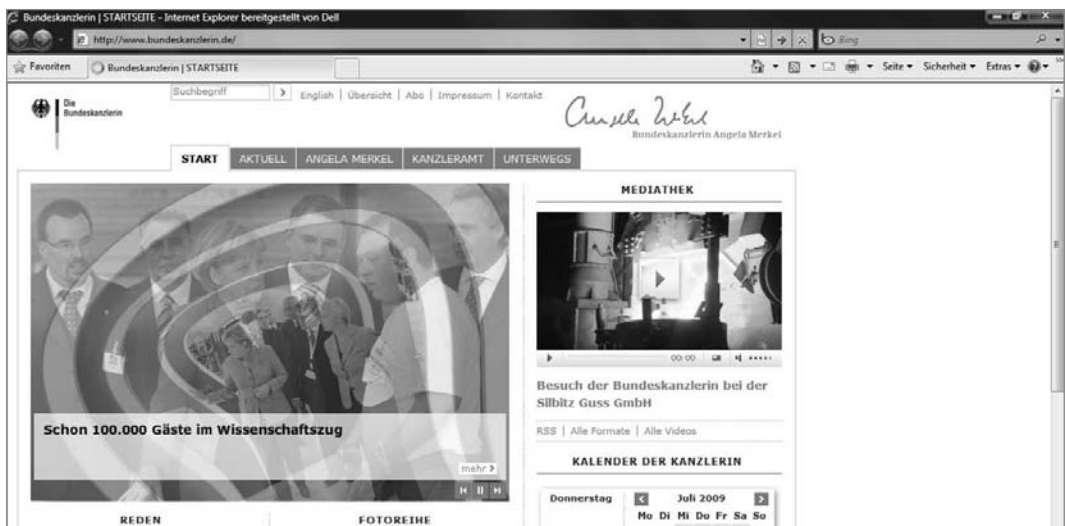 Bundeskanzlerin | STARTSEITE - Internet Explorer bereitgestellt von Dell
http://www.bundeskanzlerin.de/
Bing
Favoriten
Bundeskanzlerin | STARTSEITE
Seite
Sicherheit
Extras
Die
Bundeskanzlerin
Suchbegriff
English | Übersicht | Abo | Impressum | Kontakt
Angela Merkel
Bundeskanzlerin Angela Merkel
START
AKTUELL
ANGELA MERKEL
KANZLERAMT
UNTERWEGS
Schon 100.000 Gäste im Wissenschaftszug
mehr
MEDIATHEK
00:00
Besuch der Bundeskanzlerin bei der
Silbitz Guss GmbH
RSS | Alle Formate | Alle Videos
KALENDER DER KANZLERIN
Donnerstag
Juli 2009
Mo Di Mi Do Fr Sa So
REDEN
FOTOREIHE